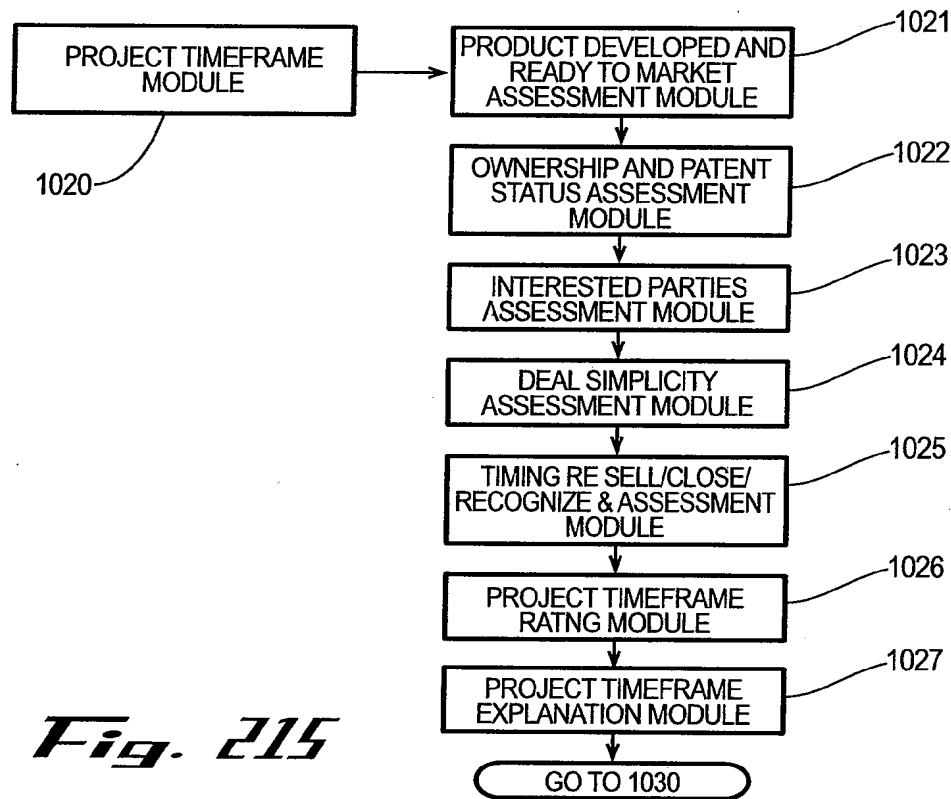 PROJECT TIMEFRAME
MODULE
1020
PRODUCT DEVELOPED AND
READY TO MARKET
ASSESSMENT MODULE
1021
OWNERSHIP AND PATENT
STATUS ASSESSMENT
MODULE
1022
INTERESTED PARTIES
ASSESSMENT MODULE
1023
DEAL SIMPLICITY
ASSESSMENT MODULE
1024
TIMING RE SELL/CLOSE/
RECOGNIZE & ASSESSMENT
MODULE
1025
PROJECT TIMEFRAME
RATNG MODULE
1026
PROJECT TIMEFRAME
EXPLANATION MODULE
1027
GO TO 1030
Fig. 215